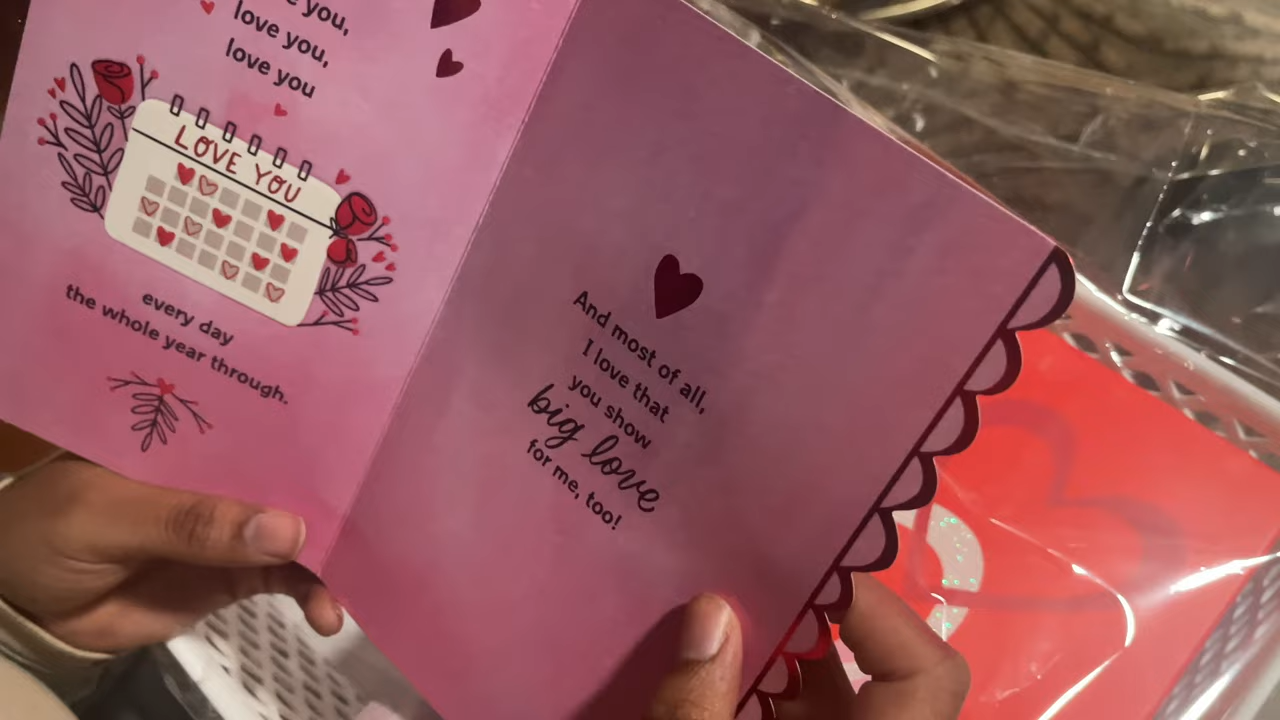 you,
love you,
love you
LOVE YOU
every day
the whole year through.
And most of all,
I love that
you show
big love
for me, too!